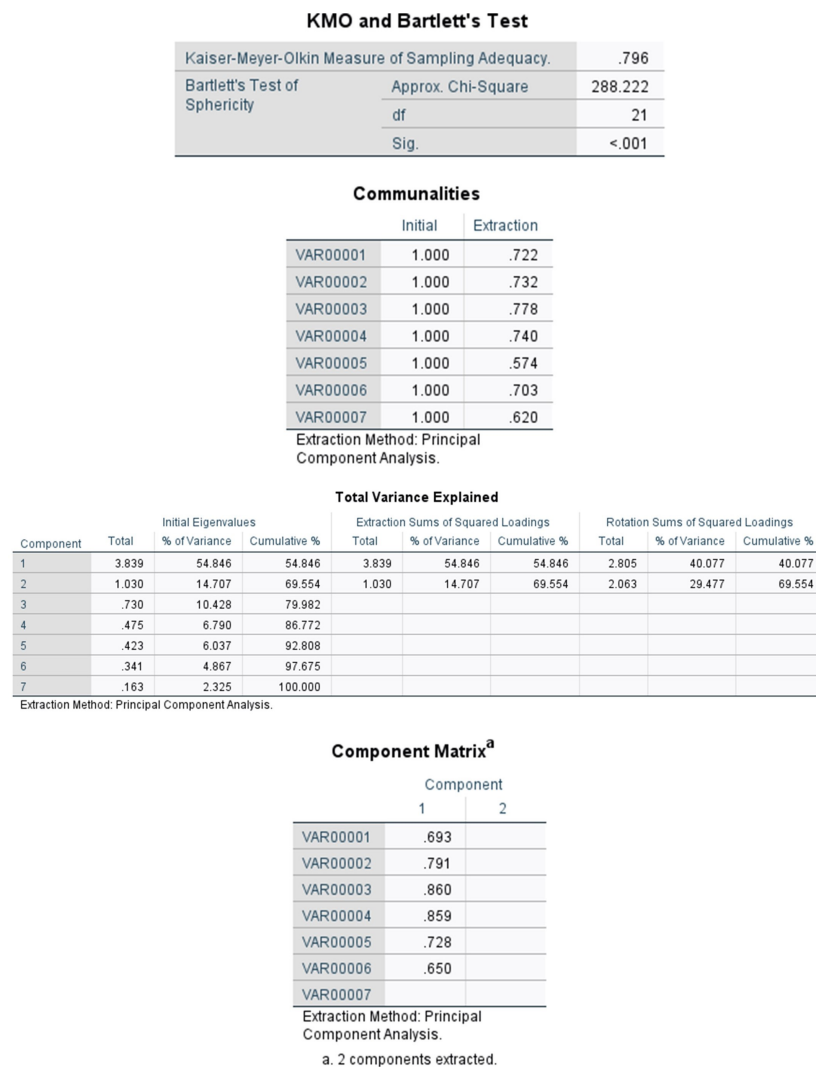 KMO and Bartlett's Test
Kaiser-Meyer-Olkin Measure of Sampling Adequacy. .796
Bartlett's Test of Sphericity Approx. Chi-Square 288.222
df 21
Sig. <.001
Communalities
Initial Extraction
VAR00001 1.000 .722
VAR00002 1.000 .732
VAR00003 1.000 .778
VAR00004 1.000 .740
VAR00005 1.000 .574
VAR00006 1.000 .703
VAR00007 1.000 .620
Extraction Method: Principal
Component Analysis.
Total Variance Explained
Initial Eigenvalues Extraction Sums of Squared Loadings Rotation Sums of Squared Loadings
Component Total % of Variance Cumulative % Total % of Variance Cumulative % Total % of Variance Cumulative %
1 3.839 54.846 54.846 3.839 54.846 54.846 2.805 40.077 40.077
2 1.030 14.707 69.554 1.030 14.707 69.554 2.063 29.477 69.554
3 .730 10.428 79.982
4 .475 6.790 86.772
5 .423 6.037 92.808
6 .341 4.867 97.675
7 .163 2.325 100.000
Extraction Method: Principal Component Analysis.
Component Matrixa
Component
1 2
VAR00001 .693
VAR00002 .791
VAR00003 .860
VAR00004 .859
VAR00005 .728
VAR00006 .650
VAR00007
Extraction Method: Principal
Component Analysis.
a. 2 components extracted.